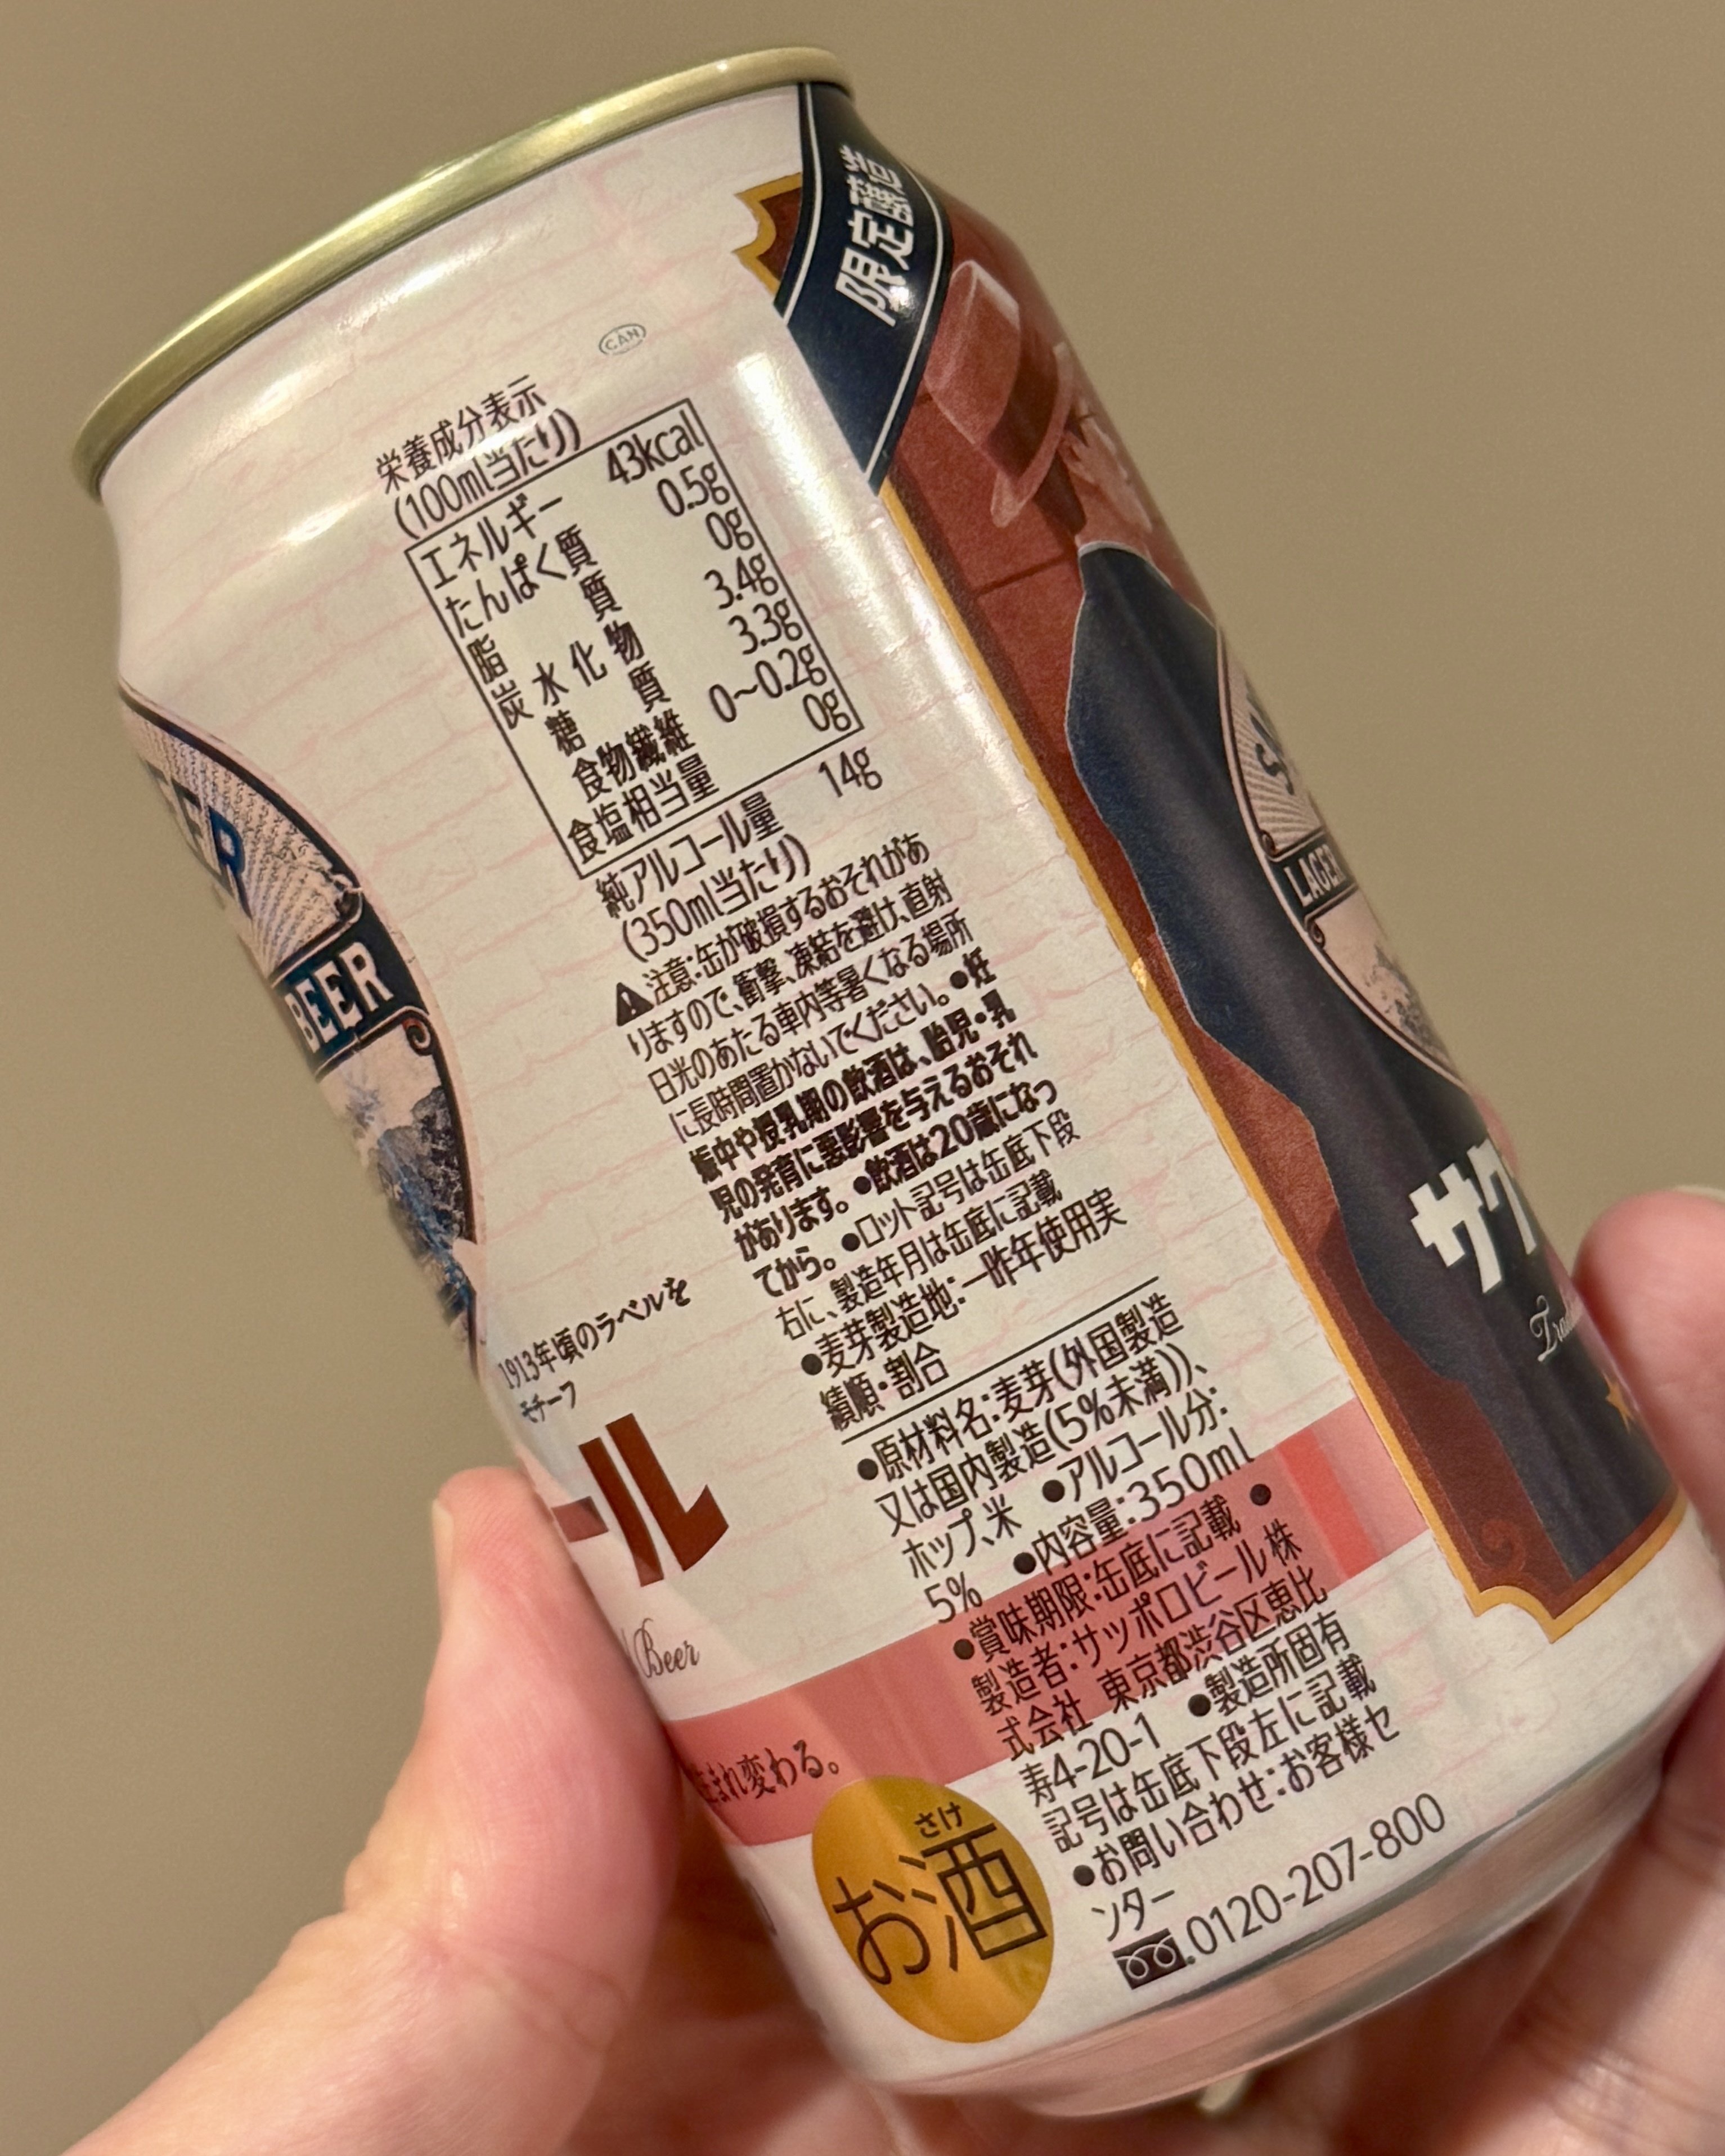 限定醸造
CAN
栄養成分表示
(100ml当たり)
エネルギー 43kcal
たんぱく質 0.5g
脂質 0g
炭水化物 3.4g
糖質 3.3g
食物繊維 0~0.2g
食塩相当量 0g
純アルコール量 14g
(350ml当たり)
注意:缶が破損するおそれがあ
りますので、衝撃、凍結を避け、直射
日光のあたる車内等暑くなる場所
に長時間置かないでください。●妊
娠中や授乳期の飲酒は、胎児・乳
児の発育に悪影響を与えるおそれ
があります。●飲酒は20歳になっ
てから。●ロット記号は缶底下段
右に、製造年月は缶底に記載
●麦芽製造地:一昨年使用実
績順・割合
●原材料名:麦芽(外国製造
又は国内製造(5%未満))、
ホップ、米 ●アルコール分:
5% ●内容量:350ml
●賞味期限:缶底に記載 ●
製造者:サッポロビール株
式会社 東京都渋谷区恵比
寿4-20-1 ●製造所固有
記号は缶底下段左に記載
●お問い合わせ:お客様セ
ンター
0120-207-800
BEER
1913年頃のラベルを
モチーフ
ール
Beer
生まれ変わる。
さけ
お酒
LAGER
サク